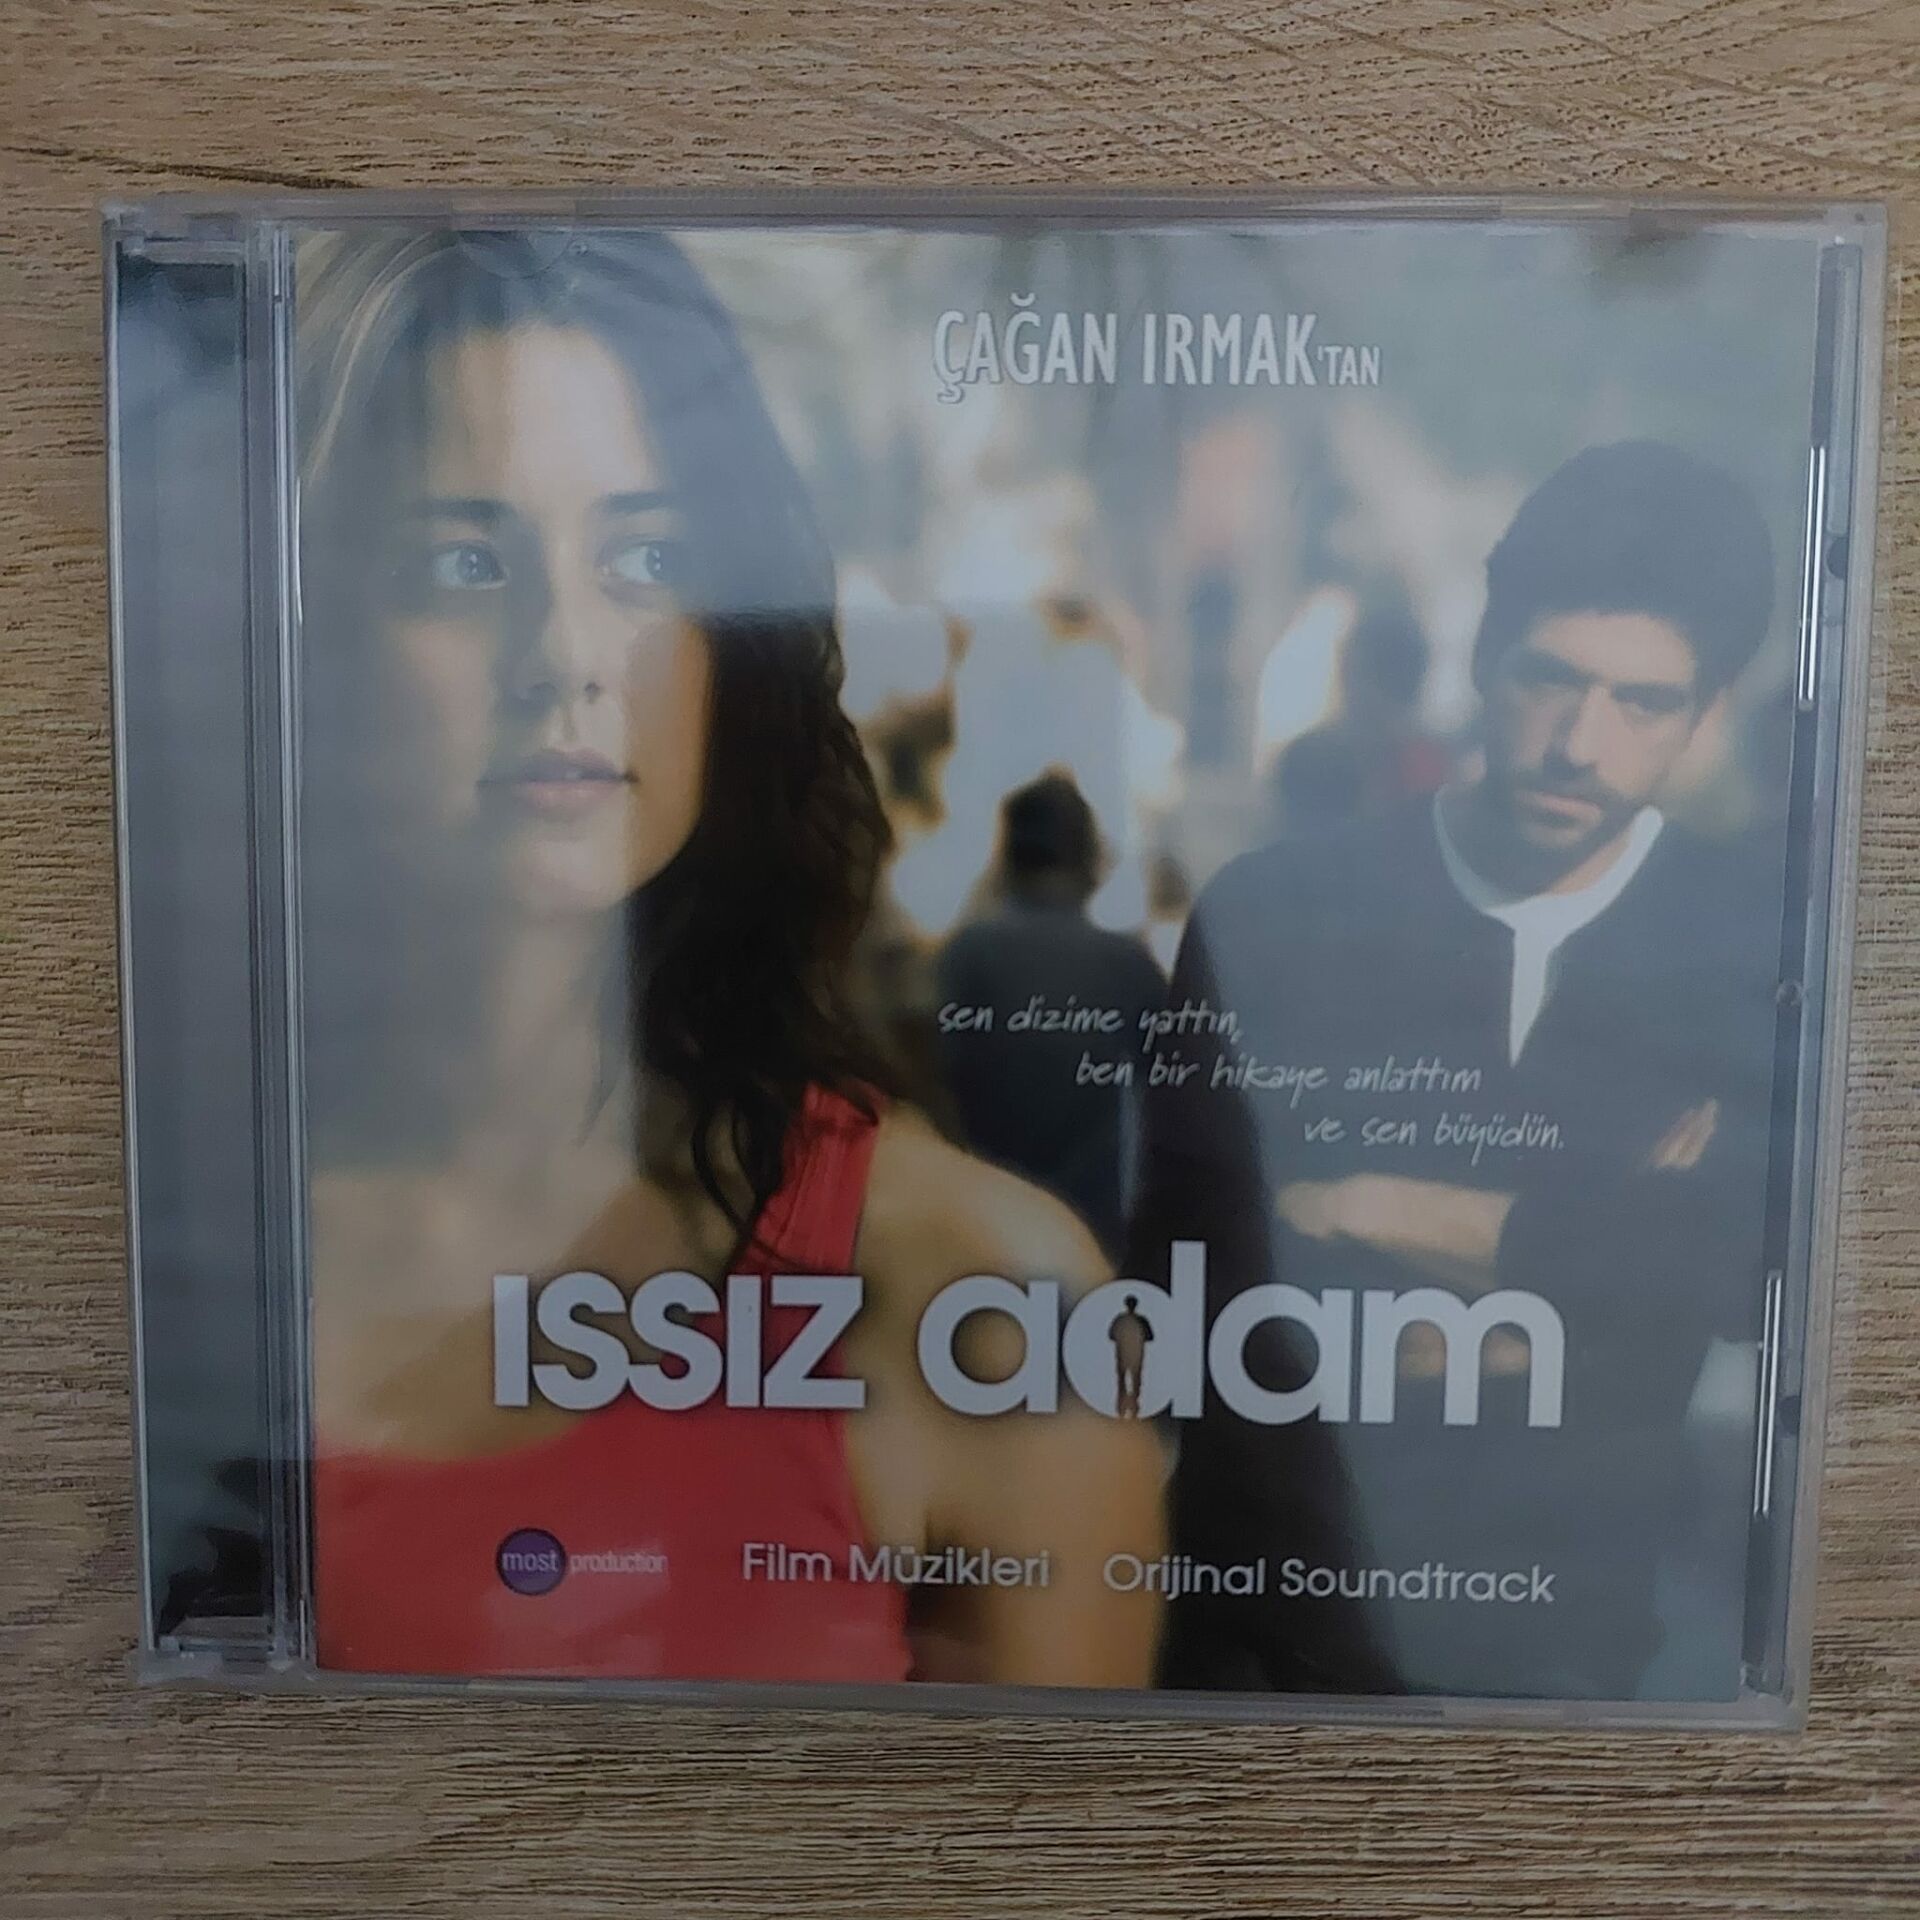 ÇAĞAN IRMAK'TAN
sen dizime yattın,
ben bir hikaye anlattım
ve sen büyüdün.
ıssız adam
most production
Film Müzikleri Orijinal Soundtrack